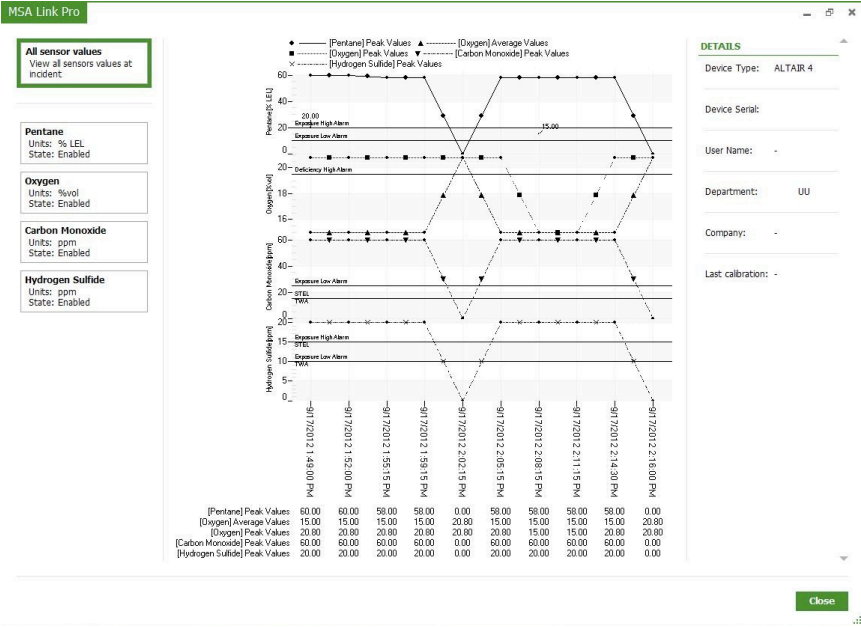 MSA Link Pro
All sensor values
View all sensors values at
incident
Pentane
Units: % LEL
State: Enabled
Oxygen
Units: %vol
State: Enabled
Carbon Monoxide
Units: ppm
State: Enabled
Hydrogen Sulfide
Units: ppm
State: Enabled
[Pentane] Peak Values [Oxygen] Average Values
[Oxygen] Peak Values [Carbon Monoxide] Peak Values
[Hydrogen Sulfide] Peak Values
Pentane[% LEL]
60
40
20
0
20.00
Exposure High Alarm
15.00
Exposure Low Alarm
Oxygen[%vol]
20
18
16
Deficiency High Alarm
Carbon Monoxide[ppm]
60
40
20
0
Exposure Low Alarm
STEL
TWA
Hydrogen Sulfide[ppm]
20
15
10
5
0
Exposure High Alarm
STEL
Exposure Low Alarm
TWA
9/17/2012 1:49:00 PM
9/17/2012 1:52:00 PM
9/17/2012 1:55:15 PM
9/17/2012 1:59:15 PM
9/17/2012 2:02:15 PM
9/17/2012 2:05:15 PM
9/17/2012 2:08:15 PM
9/17/2012 2:11:15 PM
9/17/2012 2:14:30 PM
9/17/2012 2:16:00 PM
[Pentane] Peak Values 60.00 60.00 58.00 58.00 0.00 58.00 58.00 58.00 58.00 0.00
[Oxygen] Average Values 15.00 15.00 15.00 15.00 20.80 15.00 15.00 15.00 15.00 20.80
[Oxygen] Peak Values 20.80 20.80 20.80 20.80 20.80 20.80 15.00 15.00 20.80 20.80
[Carbon Monoxide] Peak Values 60.00 60.00 60.00 60.00 0.00 60.00 60.00 60.00 60.00 0.00
[Hydrogen Sulfide] Peak Values 20.00 20.00 20.00 20.00 0.00 20.00 20.00 20.00 20.00 0.00
DETAILS
Device Type: ALTAIR 4
Device Serial:
User Name: -
Department: UU
Company: -
Last calibration: -
Close